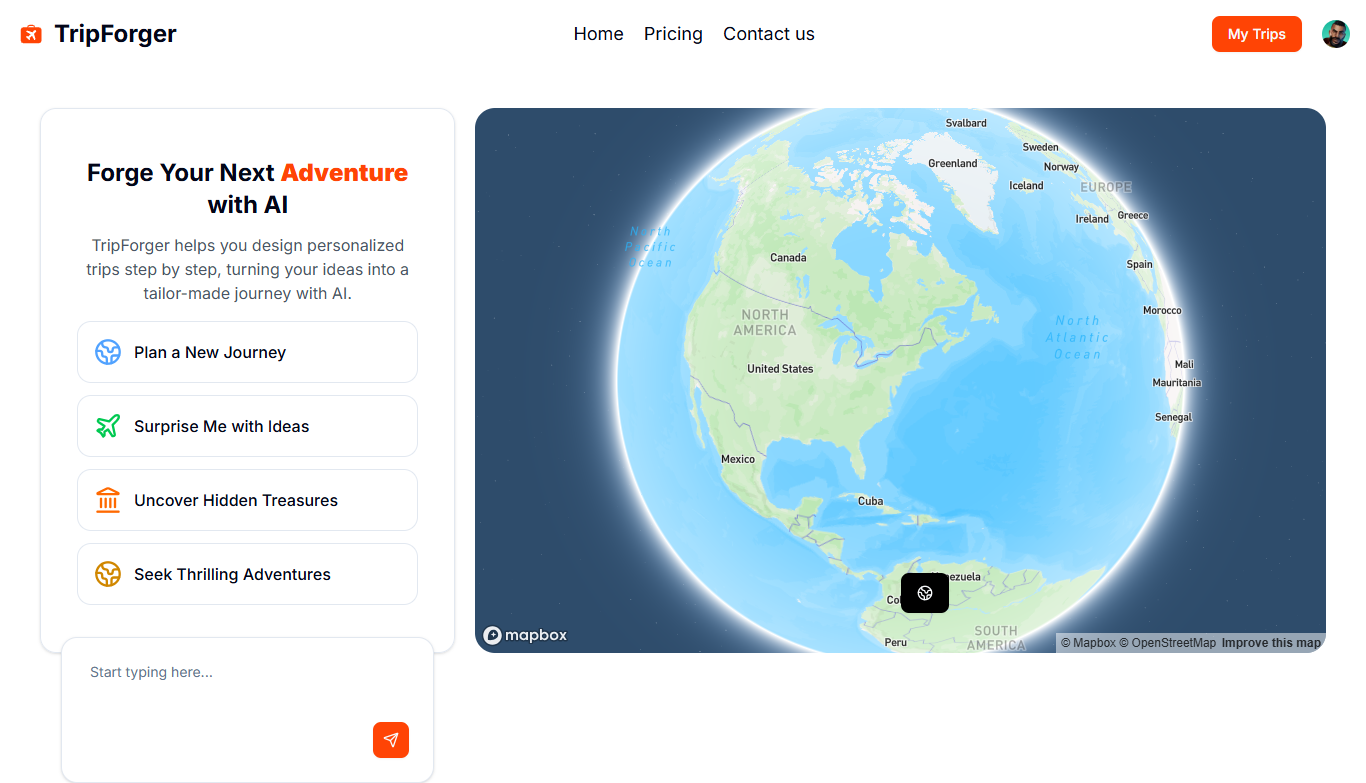 TripForger
Home
Pricing
Contact us
My Trips
Forge Your Next Adventure
with AI
TripForger helps you design personalized
trips step by step, turning your ideas into a
tailor-made journey with AI.
Plan a New Journey
Surprise Me with Ideas
Uncover Hidden Treasures
Seek Thrilling Adventures
Start typing here...
Svalbard
Sweden
Greenland
Norway
Iceland
EUROPE
Ireland
Greece
North
Pacific
Ocean
Canada
Spain
Morocco
NORTH
AMERICA
North
Atlantic
Ocean
United States
Mali
Mauritania
Senegal
Mexico
Cuba
SOUTH
AMERICA
Peru
mapbox
© Mapbox © OpenStreetMap Improve this map